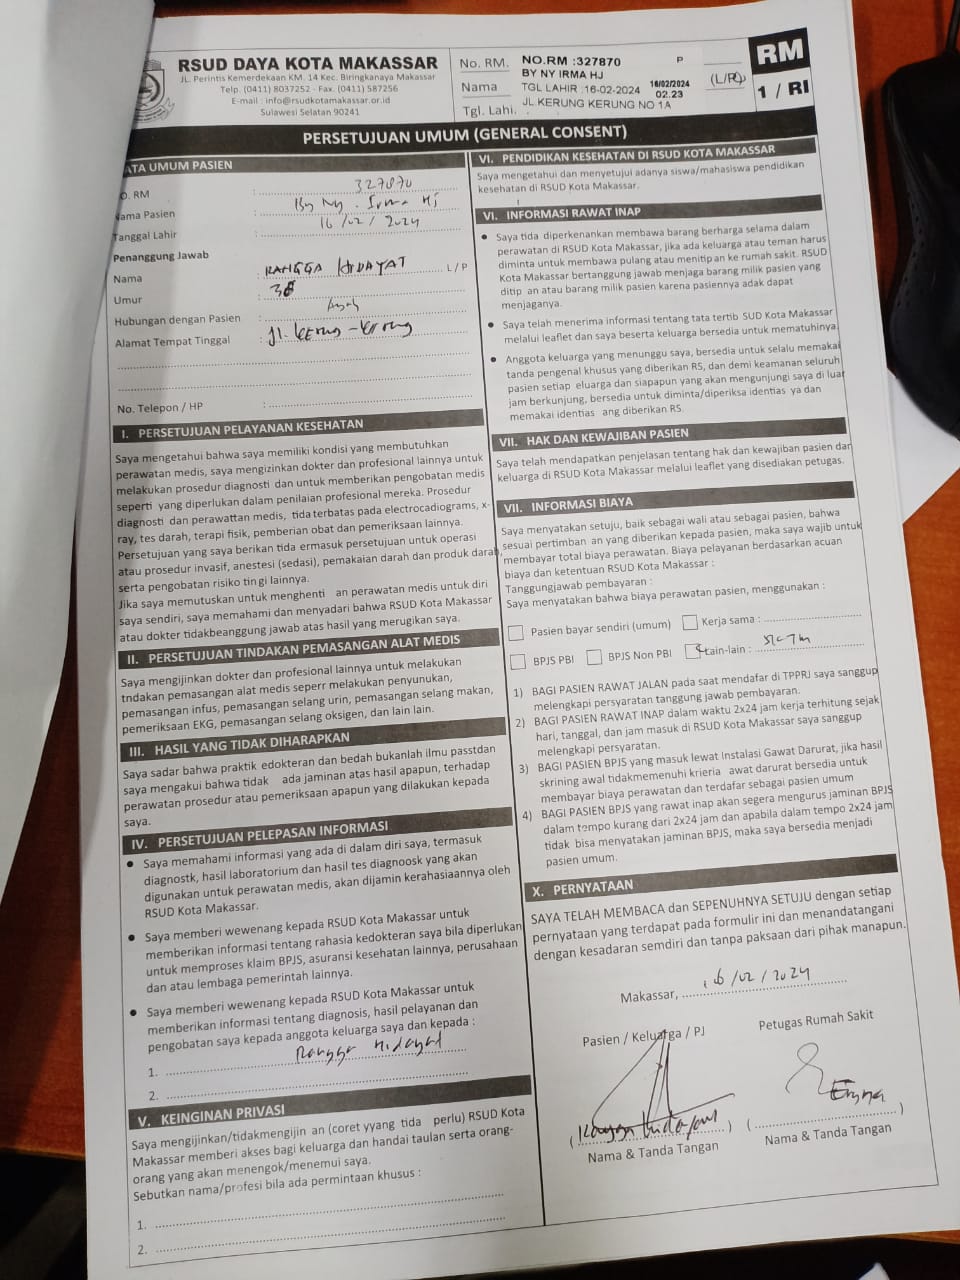 RSUD DAYA KOTA MAKASSAR
JL. Perintis Kemerdekaan KM. 14 Kec. Biringkanaya Makassar
Telp. (0411) 8037252 - Fax. (0411) 587256
E-mail : info@rsudkotamakassar.or.id
Sulawesi Selatan 90241
No. RM.
Nama
Tgl. Lahi.
NO.RM :327870 P
BY NY IRMA HJ
TGL LAHIR :16-02-2024
16/02/2024
02.23
JL.KERUNG KERUNG NO 1A
RM
1 / RI
PERSETUJUAN UMUM (GENERAL CONSENT)
ATA UMUM PASIEN
O. RM : 327870
Nama Pasien : By Ny. Irma Hj
Tanggal Lahir : 16/02/2024
Penanggung Jawab
Nama : RANGGA HIDAYAT L / P
Umur :
Hubungan dengan Pasien : Ayah
Alamat Tempat Tinggal : Jl. kerung-kerung
No. Telepon / HP :
I. PERSETUJUAN PELAYANAN KESEHATAN
Saya mengetahui bahwa saya memiliki kondisi yang membutuhkan
perawatan medis, saya mengizinkan dokter dan profesional lainnya untuk
melakukan prosedur diagnosti dan untuk memberikan pengobatan medis
seperti yang diperlukan dalam penilaian profesional mereka. Prosedur
diagnosti dan perawattan medis, tida terbatas pada electrocadiograms, x-
ray, tes darah, terapi fisik, pemberian obat dan pemeriksaan lainnya.
Persetujuan yang saya berikan tida ermasuk persetujuan untuk operasi
atau prosedur invasif, anestesi (sedasi), pemakaian darah dan produk darah,
serta pengobatan risiko tin gi lainnya.
Jika saya memutuskan untuk menghenti an perawatan medis untuk diri
saya sendiri, saya memahami dan menyadari bahwa RSUD Kota Makassar
atau dokter tidakbeanggung jawab atas hasil yang merugikan saya.
II. PERSETUJUAN TINDAKAN PEMASANGAN ALAT MEDIS
Saya mengijinkan dokter dan profesional lainnya untuk melakukan
tndakan pemasangan alat medis seperr melakukan penyunukan,
pemasangan infus, pemasangan selang urin, pemasangan selang makan,
pemeriksaan EKG, pemasangan selang oksigen, dan lain lain.
III. HASIL YANG TIDAK DIHARAPKAN
Saya sadar bahwa praktik edokteran dan bedah bukanlah ilmu passtdan
saya mengakui bahwa tidak ada jaminan atas hasil apapun, terhadap
perawatan prosedur atau pemeriksaan apapun yang dilakukan kepada
saya.
IV. PERSETUJUAN PELEPASAN INFORMASI
• Saya memahami informasi yang ada di dalam diri saya, termasuk
diagnostk, hasil laboratorium dan hasil tes diagnoosk yang akan
digunakan untuk perawatan medis, akan dijamin kerahasiaannya oleh
RSUD Kota Makassar.
• Saya memberi wewenang kepada RSUD Kota Makassar untuk
memberikan informasi tentang rahasia kedokteran saya bila diperlukan
untuk memproses klaim BPJS, asuransi kesehatan lainnya, perusahaan
dan atau lembaga pemerintah lainnya.
• Saya memberi wewenang kepada RSUD Kota Makassar untuk
memberikan informasi tentang diagnosis, hasil pelayanan dan
pengobatan saya kepada anggota keluarga saya dan kepada :
1. Rangga Hidayat
2.
V. KEINGINAN PRIVASI
Saya mengijinkan/tidakmengijin an (coret yyang tida perlu) RSUD Kota
Makassar memberi akses bagi keluarga dan handai taulan serta orang-
orang yang akan menengok/menemui saya.
Sebutkan nama/profesi bila ada permintaan khusus :
1.
2.
VI. PENDIDIKAN KESEHATAN DI RSUD KOTA MAKASSAR
Saya mengetahui dan menyetujui adanya siswa/mahasiswa pendidikan
kesehatan di RSUD Kota Makassar.
VI. INFORMASI RAWAT INAP
• Saya tida diperkenankan membawa barang berharga selama dalam
perawatan di RSUD Kota Makassar, jika ada keluarga atau teman harus
diminta untuk membawa pulang atau menitipan ke rumah sakit. RSUD
Kota Makassar bertanggung jawab menjaga barang milik pasien yang
ditip an atau barang milik pasien karena pasiennya adak dapat
menjaganya.
• Saya telah menerima informasi tentang tata tertib SUD Kota Makassar
melalui leaflet dan saya beserta keluarga bersedia untuk mematuhinya.
• Anggota keluarga yang menunggu saya, bersedia untuk selalu memakai
tanda pengenal khusus yang diberikan RS, dan demi keamanan seluruh
pasien setiap eluarga dan siapapun yang akan mengunjungi saya di luar
jam berkunjung, bersedia untuk diminta/diperiksa identias ya dan
memakai identias ang diberikan RS.
VII. HAK DAN KEWAJIBAN PASIEN
Saya telah mendapatkan penjelasan tentang hak dan kewajiban pasien dan
keluarga di RSUD Kota Makassar melalui leaflet yang disediakan petugas.
VII. INFORMASI BIAYA
Saya menyatakan setuju, baik sebagai wali atau sebagai pasien, bahwa
sesuai pertimban an yang diberikan kepada pasien, maka saya wajib untuk
membayar total biaya perawatan. Biaya pelayanan berdasarkan acuan
biaya dan ketentuan RSUD Kota Makassar :
Tanggungjawab pembayaran :
Saya menyatakan bahwa biaya perawatan pasien, menggunakan :
Pasien bayar sendiri (umum) Kerja sama :
BPJS PBI BPJS Non PBI Lain-lain :
1) BAGI PASIEN RAWAT JALAN pada saat mendafar di TPPRJ saya sanggup
melengkapi persyaratan tanggung jawab pembayaran.
2) BAGI PASIEN RAWAT INAP dalam waktu 2x24 jam kerja terhitung sejak
hari, tanggal, dan jam masuk di RSUD Kota Makassar saya sanggup
melengkapi persyaratan.
3) BAGI PASIEN BPJS yang masuk lewat Instalasi Gawat Darurat, jika hasil
skrining awal tidakmemenuhi krieria awat darurat bersedia untuk
membayar biaya perawatan dan terdafar sebagai pasien umum
4) BAGI PASIEN BPJS yang rawat inap akan segera mengurus jaminan BPJS
dalam tempo kurang dari 2x24 jam dan apabila dalam tempo 2x24 jam
tidak bisa menyatakan jaminan BPJS, maka saya bersedia menjadi
pasien umum.
X. PERNYATAAN
SAYA TELAH MEMBACA dan SEPENUHNYA SETUJU dengan setiap
pernyataan yang terdapat pada formulir ini dan menandatangani
dengan kesadaran semdiri dan tanpa paksaan dari pihak manapun.
Makassar, 16/02/2024
Pasien / Keluarga / PJ Petugas Rumah Sakit
(Rangga Hidayat) (Erma)
Nama & Tanda Tangan Nama & Tanda Tangan